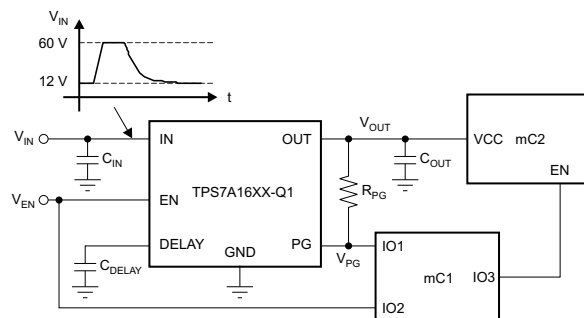 V_IN
60 V
12 V
t
V_IN
C_IN
V_EN
C_DELAY
IN
OUT
TPS7A16XX-Q1
EN
DELAY
GND
PG
V_OUT
C_OUT
R_PG
V_PG
VCC
mC2
EN
IO1
mC1
IO3
IO2